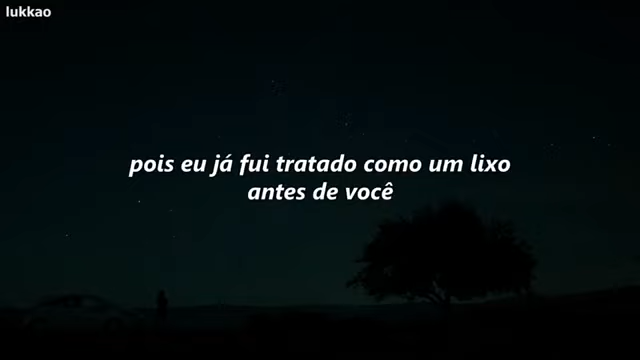 lukkao
pois eu já fui tratado como um lixo
antes de você